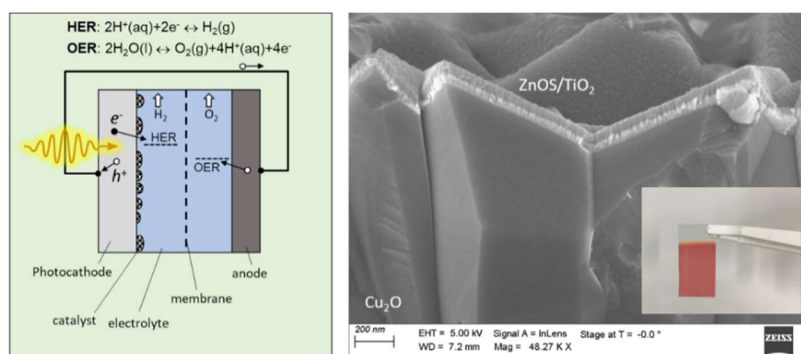 HER: 2H⁺(aq)+2e⁻ ↔ H₂(g)
OER: 2H₂O(l) ↔ O₂(g)+4H⁺(aq)+4e⁻
H₂
O₂
e⁻
HER
OER
h⁺
Photocathode
catalyst
electrolyte
membrane
anode
ZnOS/TiO₂
Cu₂O
200 nm
EHT = 5.00 kV Signal A = InLens Stage at T = -0.0 °
WD = 7.2 mm Mag = 48.27 K X
ZEISS